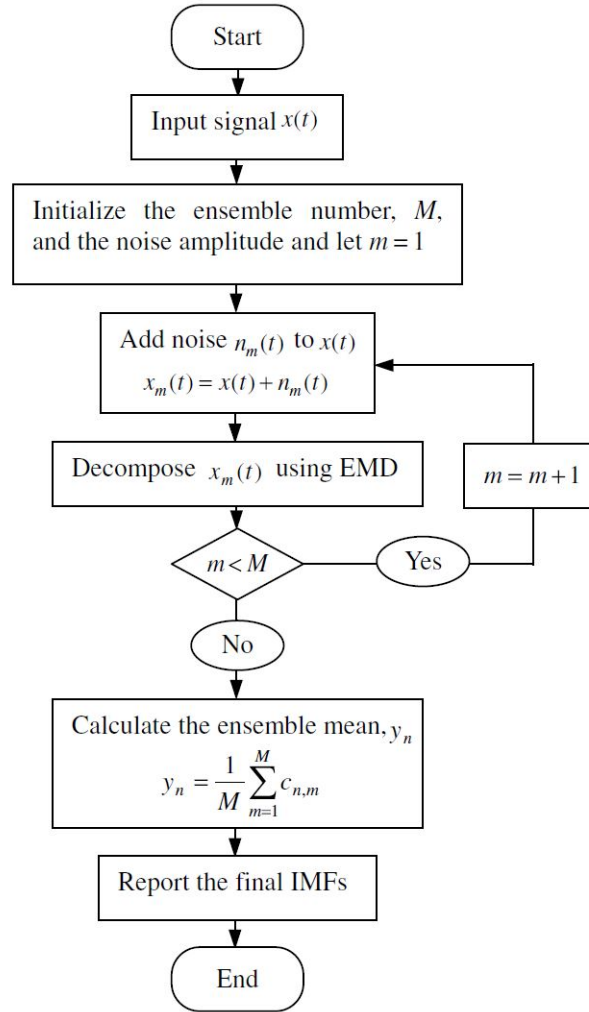 Start
Input signal x(t)
Initialize the ensemble number, M,
and the noise amplitude and let m = 1
Add noise n_m(t) to x(t)
x_m(t) = x(t) + n_m(t)
Decompose x_m(t) using EMD
m = m + 1
m < M
Yes
No
Calculate the ensemble mean, y_n
y_n = \frac{1}{M} \sum_{m=1}^{M} c_{n,m}
Report the final IMFs
End